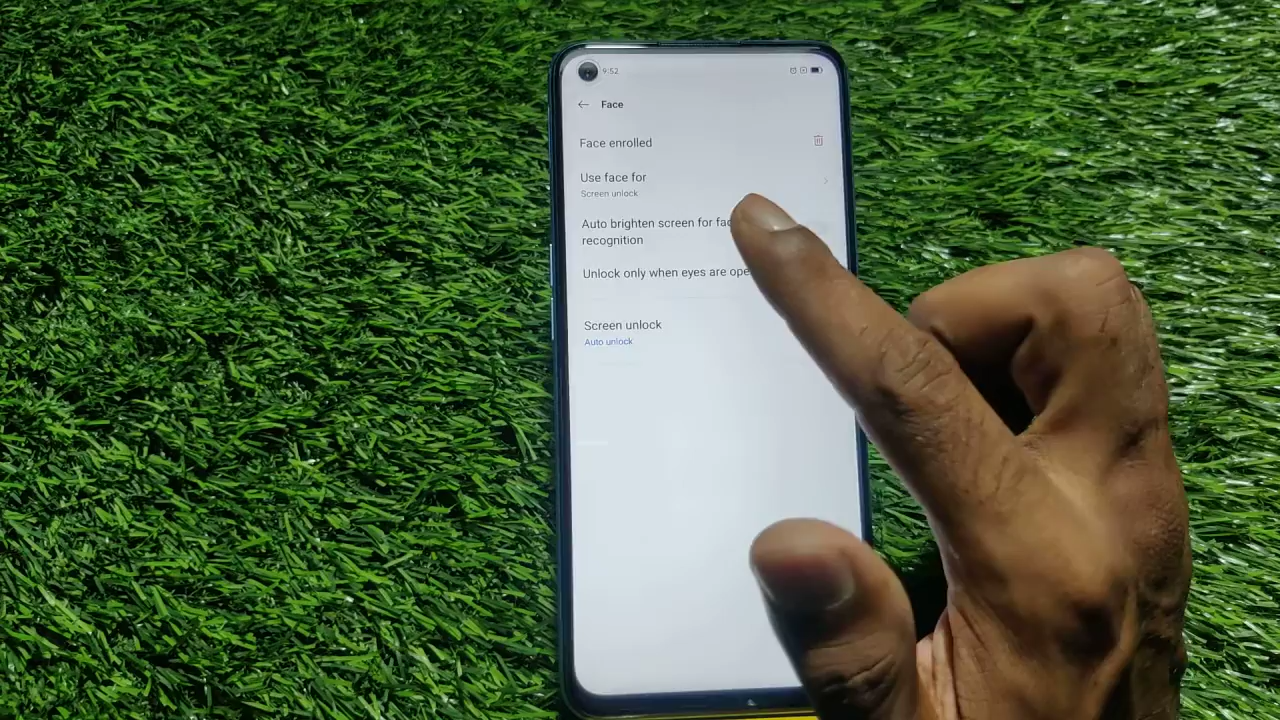 9:52
Face
Face enrolled
Use face for
Screen unlock
Auto brighten screen for fac
recognition
Unlock only when eyes are ope
Screen unlock
Auto unlock